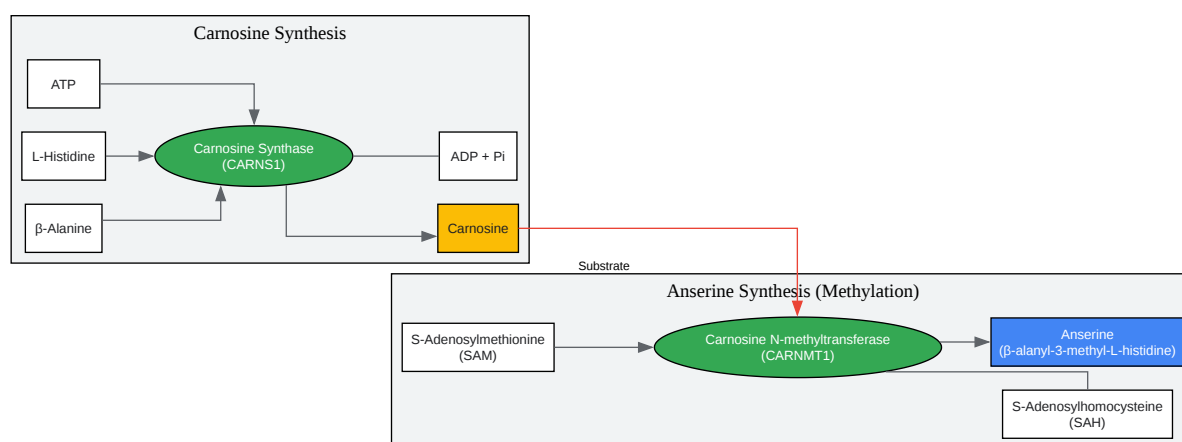 Carnosine Synthesis
ATP
L-Histidine
Carnosine Synthase
(CARNS1)
ADP + Pi
β-Alanine
Carnosine
Substrate
Anserine Synthesis (Methylation)
S-Adenosylmethionine
(SAM)
Carnosine N-methyltransferase
(CARNMT1)
Anserine
(β-alanyl-3-methyl-L-histidine)
S-Adenosylhomocysteine
(SAH)